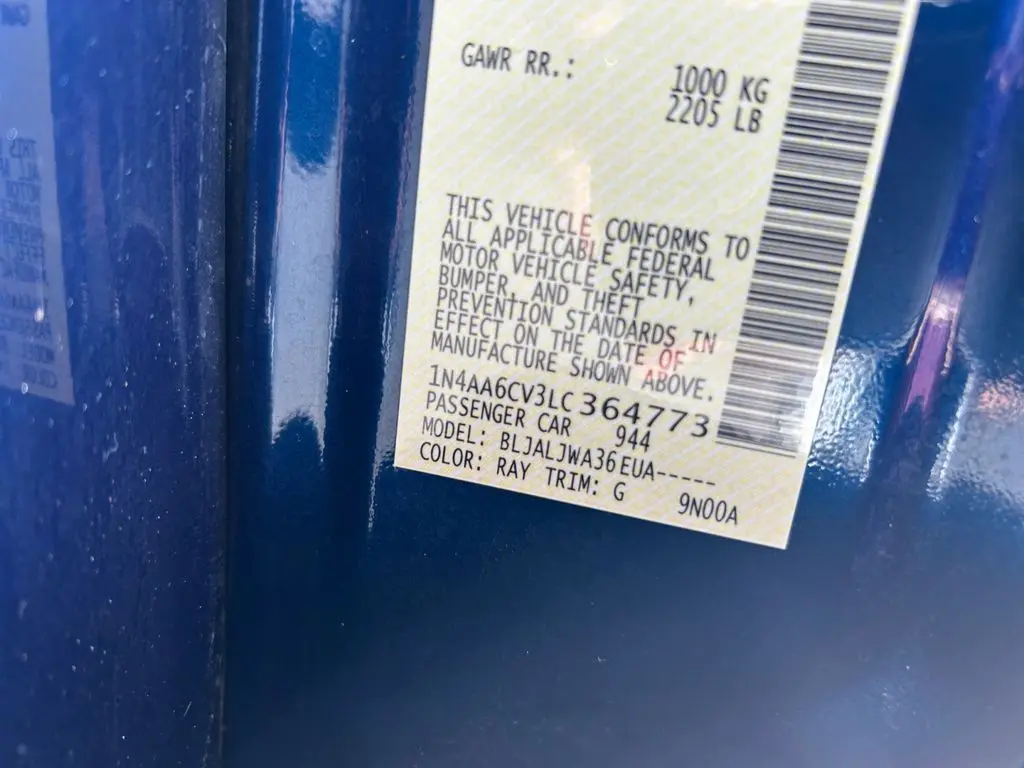 GAWR RR.: 1000 KG
2205 LB
THIS VEHICLE CONFORMS TO
ALL APPLICABLE FEDERAL
MOTOR VEHICLE SAFETY,
BUMPER, AND THEFT
PREVENTION STANDARDS IN
EFFECT ON THE DATE OF
MANUFACTURE SHOWN ABOVE.
1N4AA6CV3LC364773
PASSENGER CAR 944
MODEL: BLJALJWA36EUA-----
COLOR: RAY TRIM: G 9N00A